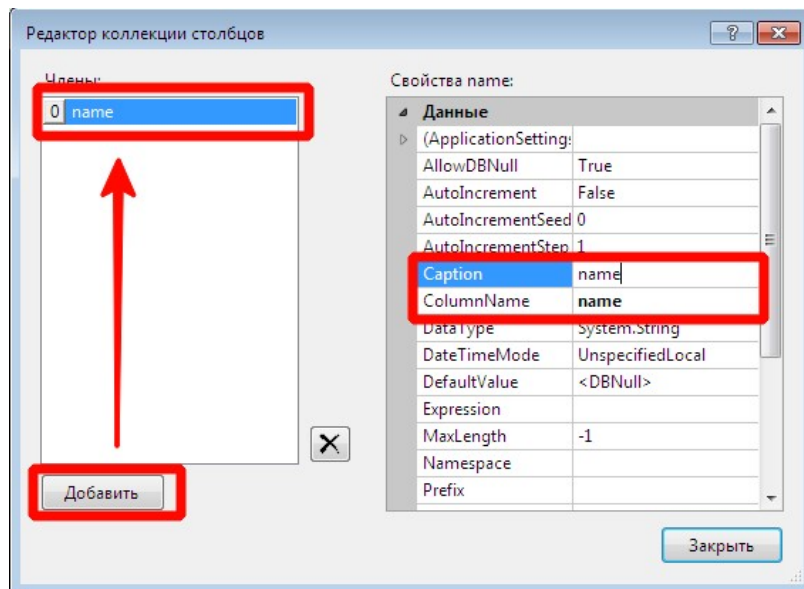 Редактор коллекции столбцов
Члены:
0 name
Добавить
Свойства name:
Данные
(ApplicationSettings
AllowDBNull True
AutoIncrement False
AutoIncrementSeed 0
AutoIncrementStep 1
Caption name
ColumnName name
DataType System.String
DateTimeMode UnspecifiedLocal
DefaultValue <DBNull>
Expression
MaxLength -1
Namespace
Prefix
Закрыть